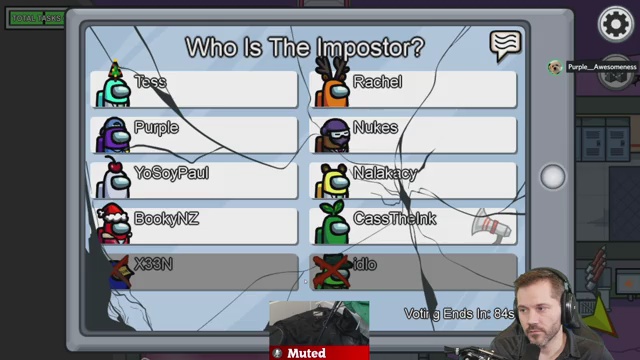 TOTAL TASKS
Who Is The Impostor?
Purple__Awesomeness
Tess
Rachel
Purple
Nukes
YoSoyPaul
Nalakacy
BookyNZ
CassTheInk
X33N
idlo
Voting Ends In: 84s
Muted